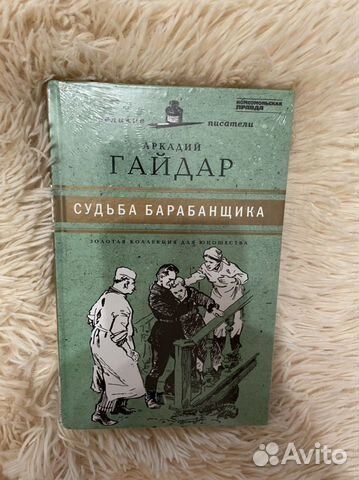 КОМСОМОЛЬСКАЯ
ПРАВДА
великие писатели
АРКАДИЙ
ГАЙДАР
СУДЬБА БАРАБАНЩИКА
ЗОЛОТАЯ КОЛЛЕКЦИЯ ДЛЯ ЮНОШЕСТВА
Avito